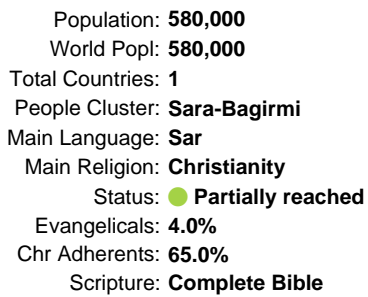 Population: 580,000
World Popl: 580,000
Total Countries: 1
People Cluster: Sara-Bagirmi
Main Language: Sar
Main Religion: Christianity
Status: Partially reached
Evangelicals: 4.0%
Chr Adherents: 65.0%
Scripture: Complete Bible